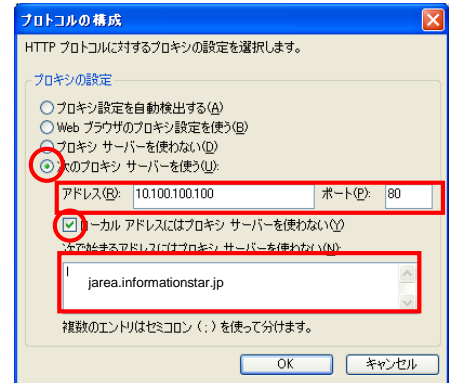 プロトコルの構成
HTTP プロトコルに対するプロキシの設定を選択します。
プロキシの設定
プロキシ設定を自動検出する(A)
Web ブラウザのプロキシ設定を使う(B)
プロキシ サーバーを使わない(D)
次のプロキシ サーバーを使う(U):
アドレス(R): 10.100.100.100 ポート(P): 80
ローカル アドレスにはプロキシ サーバーを使わない(Y)
次で始まるアドレスにはプロキシ サーバーを使わない(N):
jarea.informationstar.jp
複数のエントリはセミコロン ( ; ) を使って分けます。
OK キャンセル